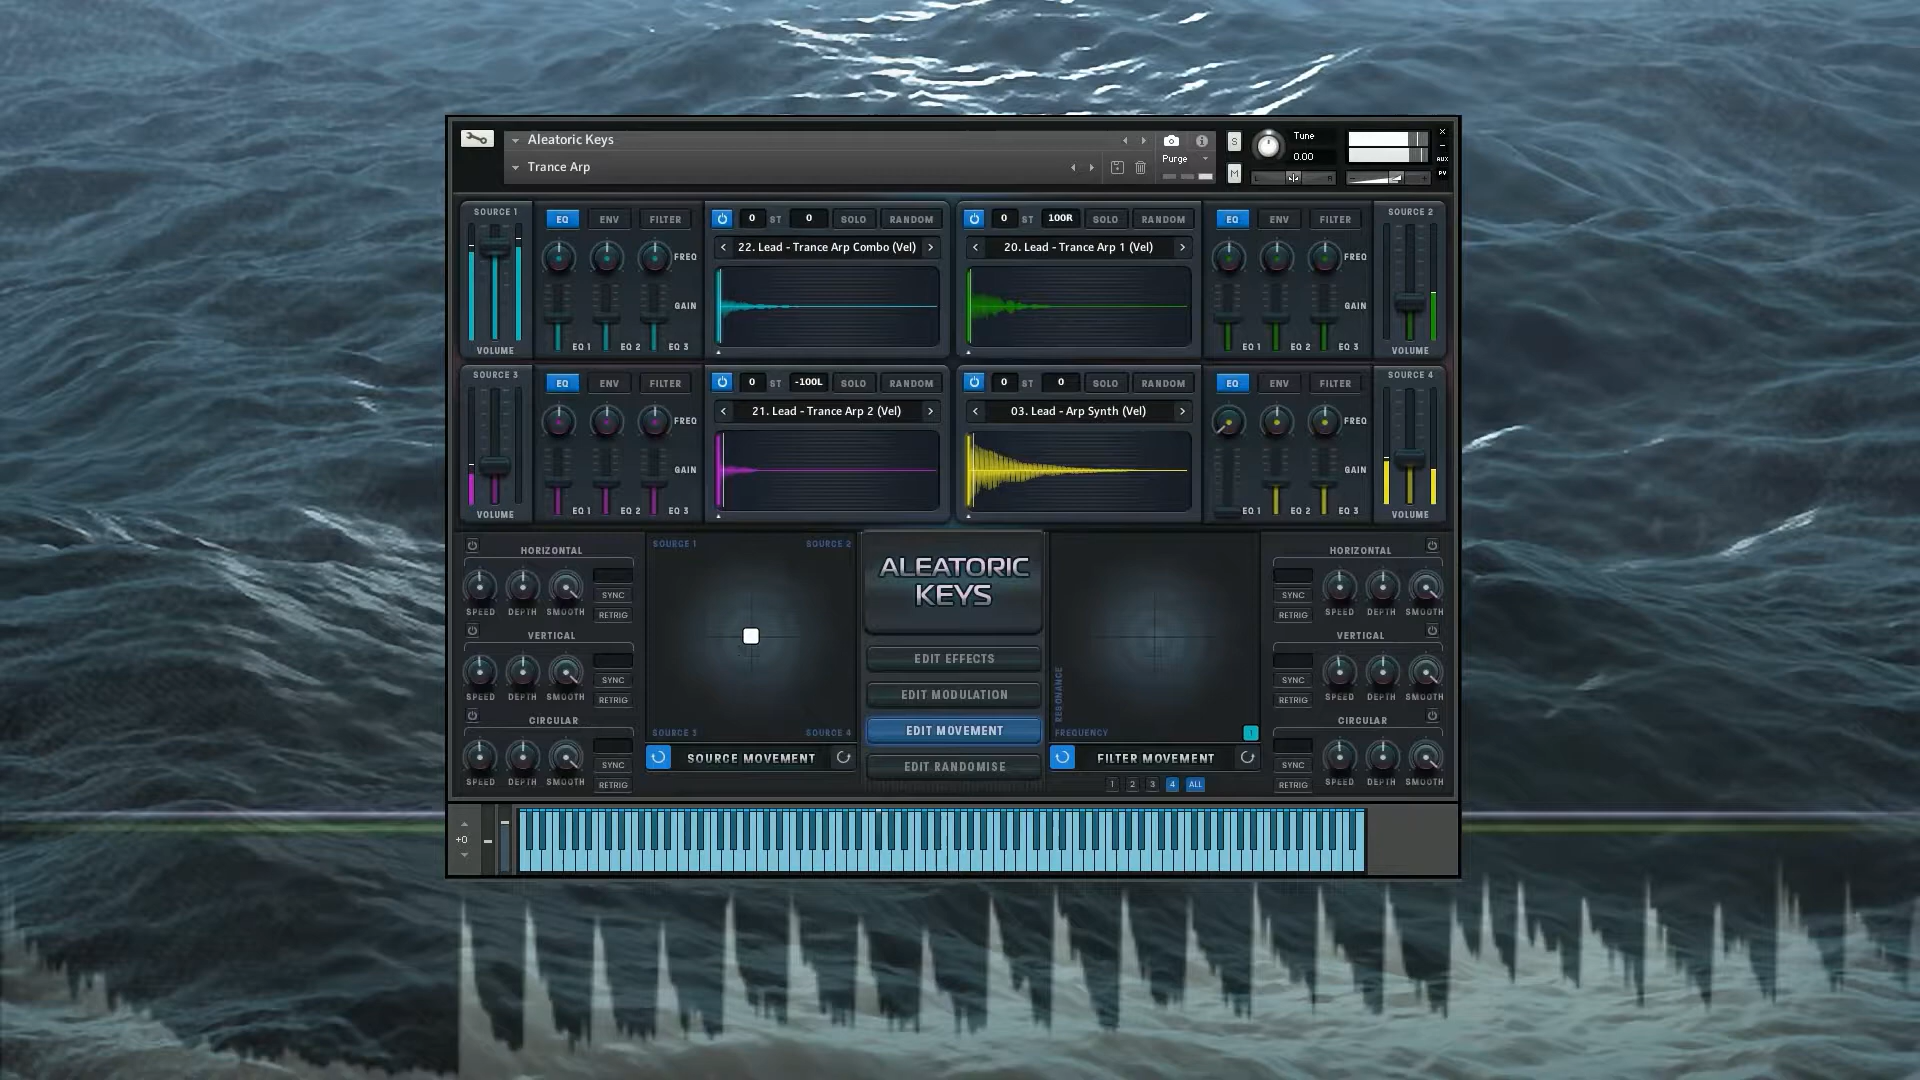 Aleatoric Keys
Trance Arp
Purge
S
M
Tune
0.00
L R
AUX
PV
SOURCE 1
EQ ENV FILTER
FREQ
GAIN
EQ 1 EQ 2 EQ 3
VOLUME
0 ST 0 SOLO RANDOM
22. Lead - Trance Arp Combo (Vel)
0 ST 100R SOLO RANDOM
20. Lead - Trance Arp 1 (Vel)
EQ ENV FILTER
FREQ
GAIN
EQ 1 EQ 2 EQ 3
SOURCE 2
VOLUME
SOURCE 3
EQ ENV FILTER
FREQ
GAIN
EQ 1 EQ 2 EQ 3
VOLUME
0 ST -100L SOLO RANDOM
21. Lead - Trance Arp 2 (Vel)
0 ST 0 SOLO RANDOM
03. Lead - Arp Synth (Vel)
EQ ENV FILTER
FREQ
GAIN
EQ 1 EQ 2 EQ 3
SOURCE 4
VOLUME
HORIZONTAL
SPEED DEPTH SMOOTH
SYNC
RETRIG
VERTICAL
SPEED DEPTH SMOOTH
SYNC
RETRIG
CIRCULAR
SPEED DEPTH SMOOTH
SYNC
RETRIG
SOURCE 1 SOURCE 2
SOURCE 3 SOURCE 4
SOURCE MOVEMENT
ALEATORIC
KEYS
EDIT EFFECTS
EDIT MODULATION
EDIT MOVEMENT
EDIT RANDOMISE
RESONANCE
FREQUENCY
1
FILTER MOVEMENT
1 2 3 4 ALL
HORIZONTAL
SYNC
RETRIG
SPEED DEPTH SMOOTH
VERTICAL
SYNC
RETRIG
SPEED DEPTH SMOOTH
CIRCULAR
SYNC
RETRIG
SPEED DEPTH SMOOTH
+0